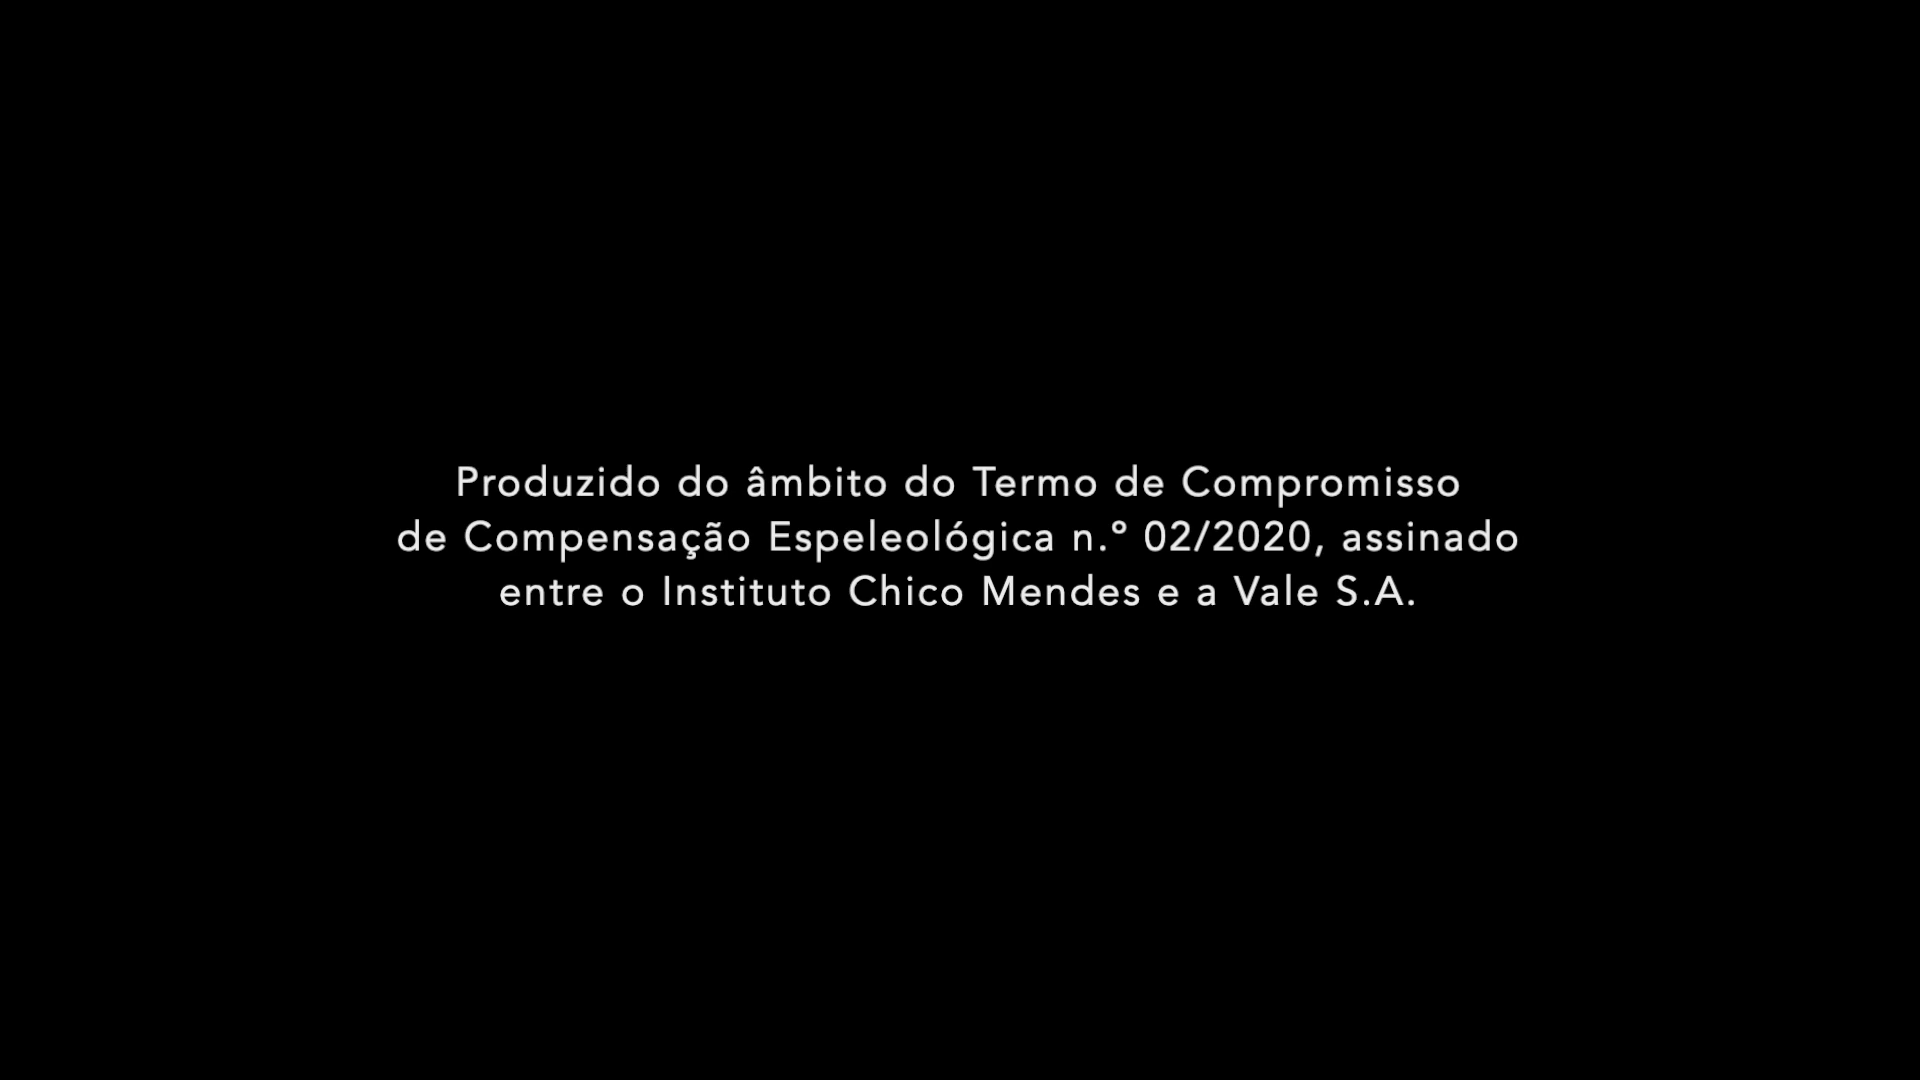 Produzido do âmbito do Termo de Compromisso
de Compensação Espeleológica n.º 02/2020, assinado
entre o Instituto Chico Mendes e a Vale S.A.